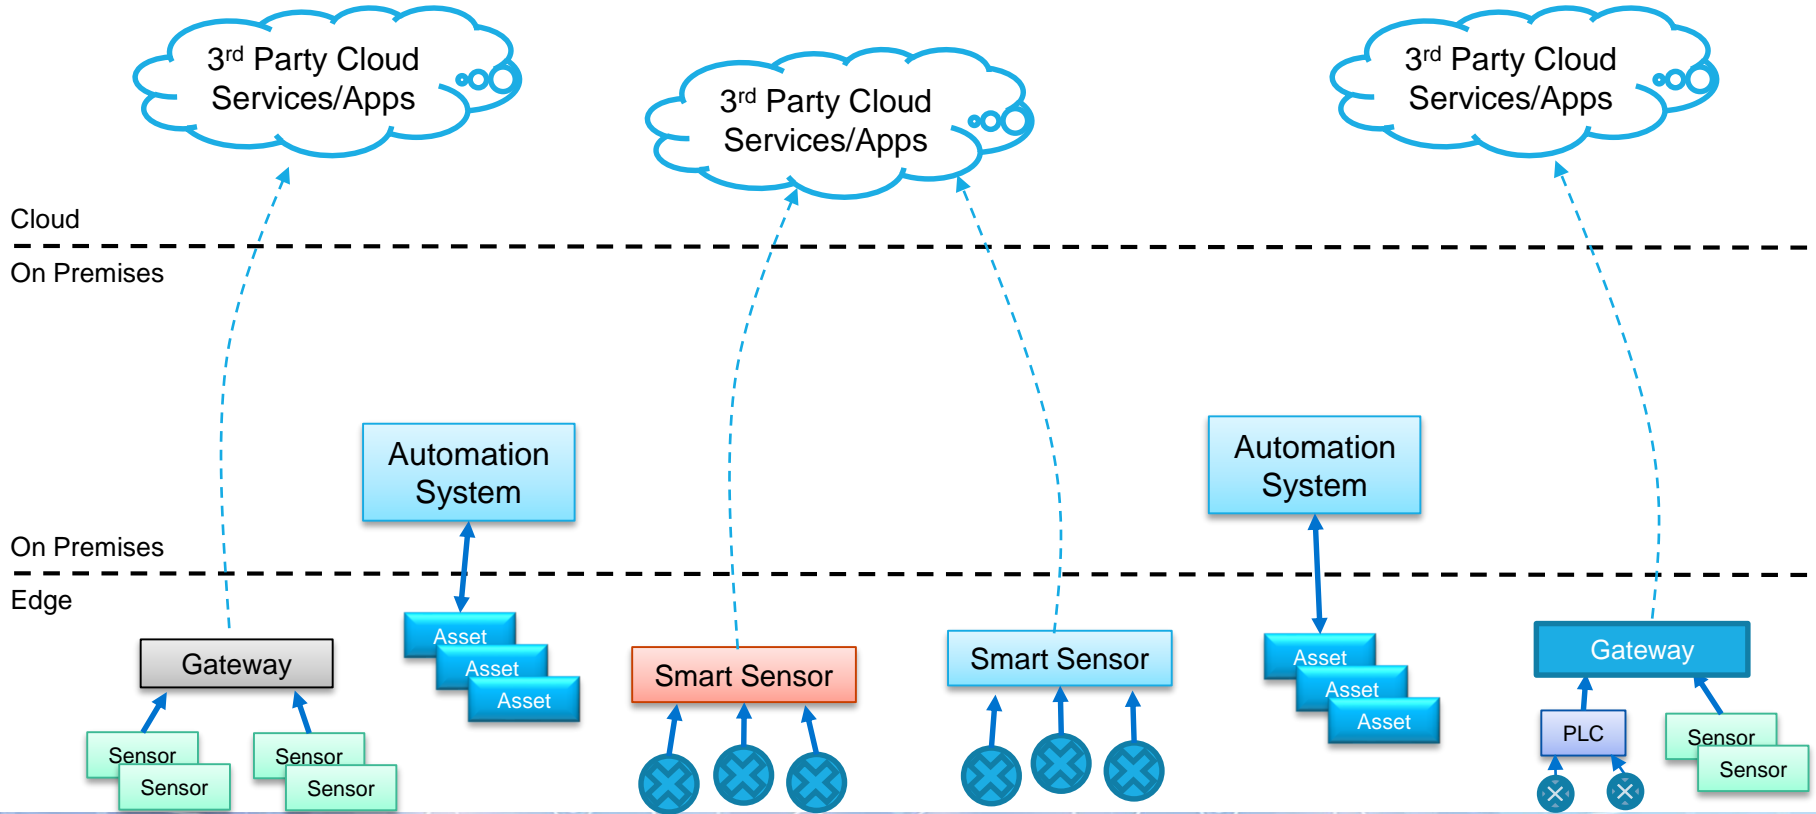 3rd Party Cloud
Services/Apps
3rd Party Cloud
Services/Apps
3rd Party Cloud
Services/Apps
Cloud
On Premises
Automation
System
Automation
System
On Premises
Edge
Gateway
Sensor
Sensor
Sensor
Sensor
Asset
Asset
Asset
Smart Sensor
Smart Sensor
Asset
Asset
Asset
Gateway
PLC
Sensor
Sensor